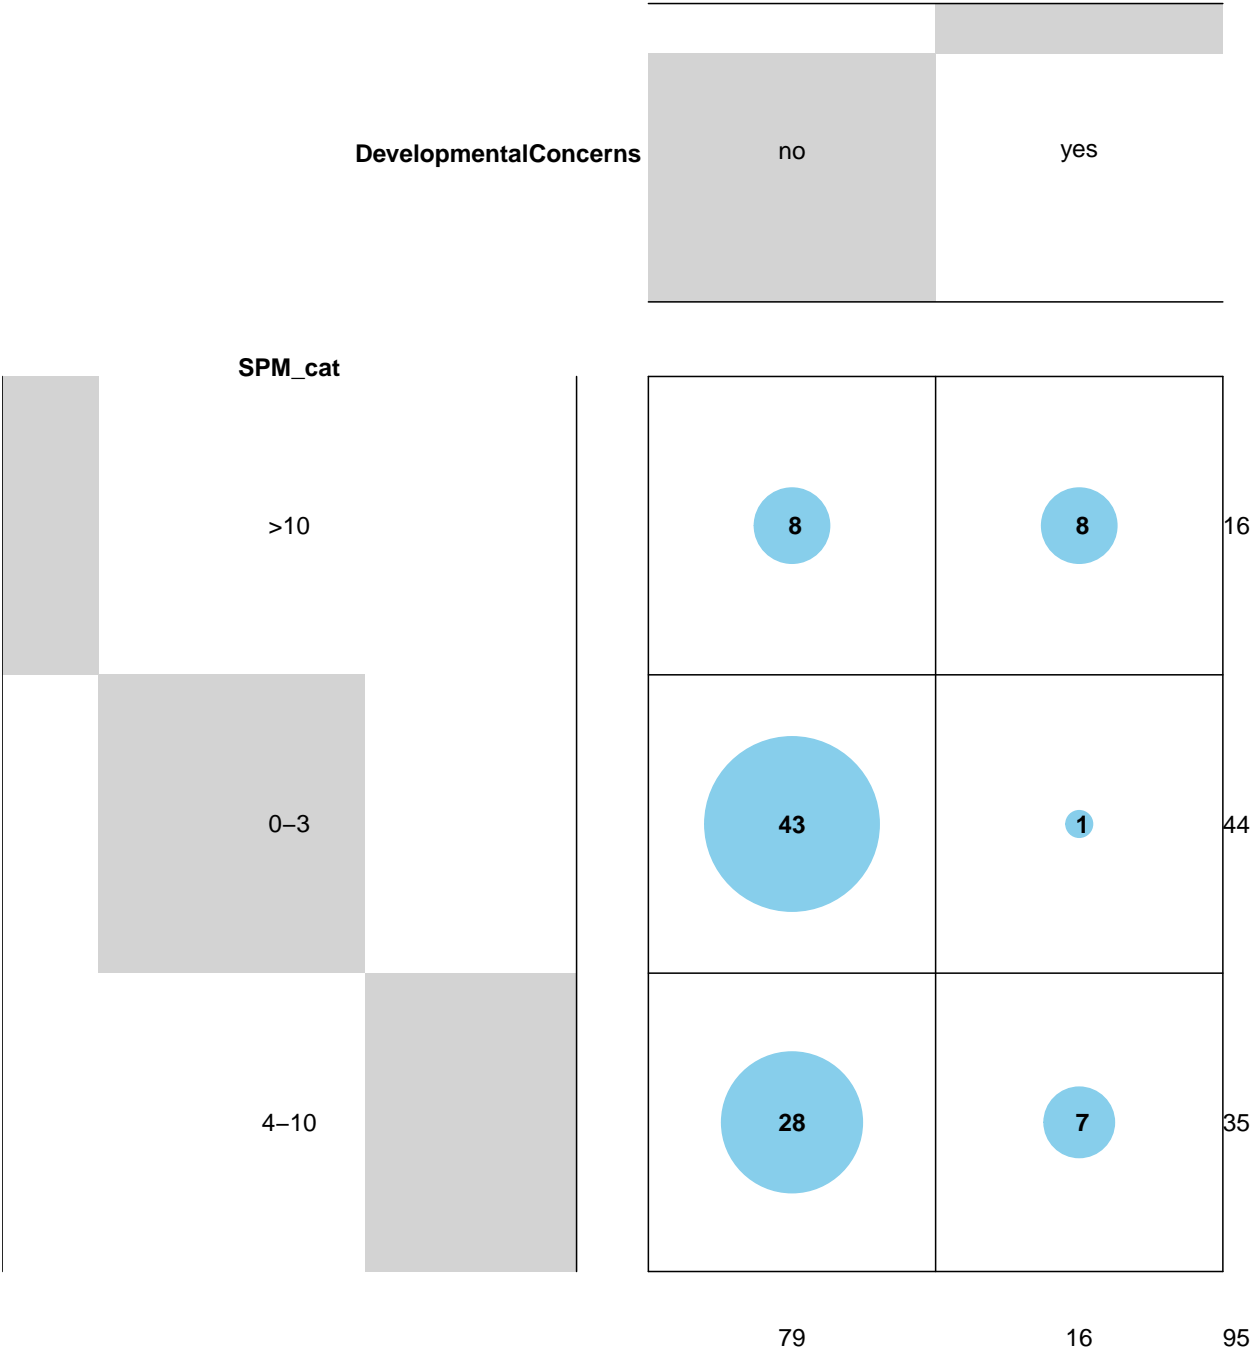 DevelopmentalConcerns no yes
SPM_cat
>10 8 8 16
0−3 43 1 44
4−10 28 7 35
79 16 95